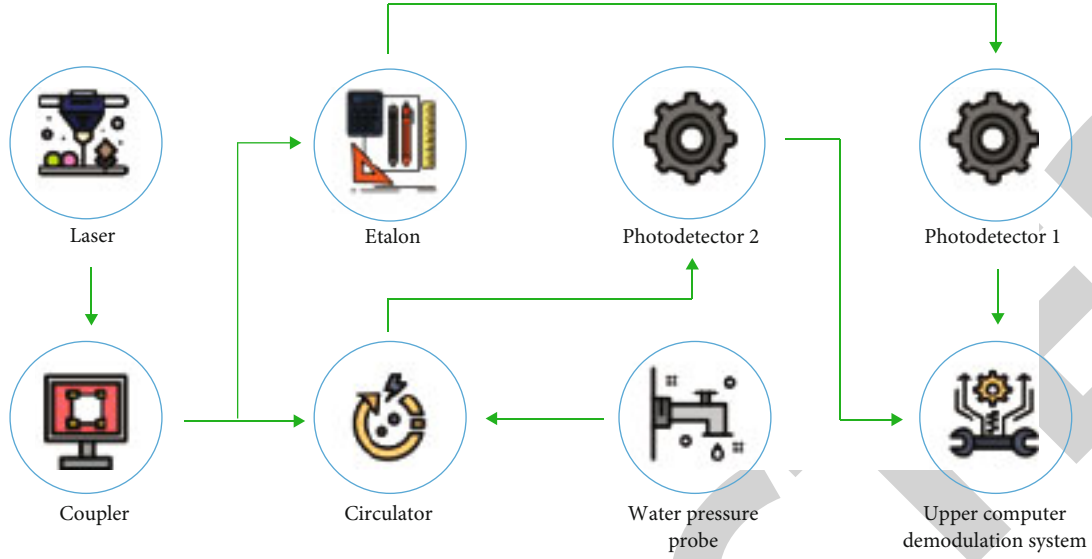 Laser
Etalon
Photodetector 2
Photodetector 1
Coupler
Circulator
Water pressure
probe
Upper computer
demodulation system